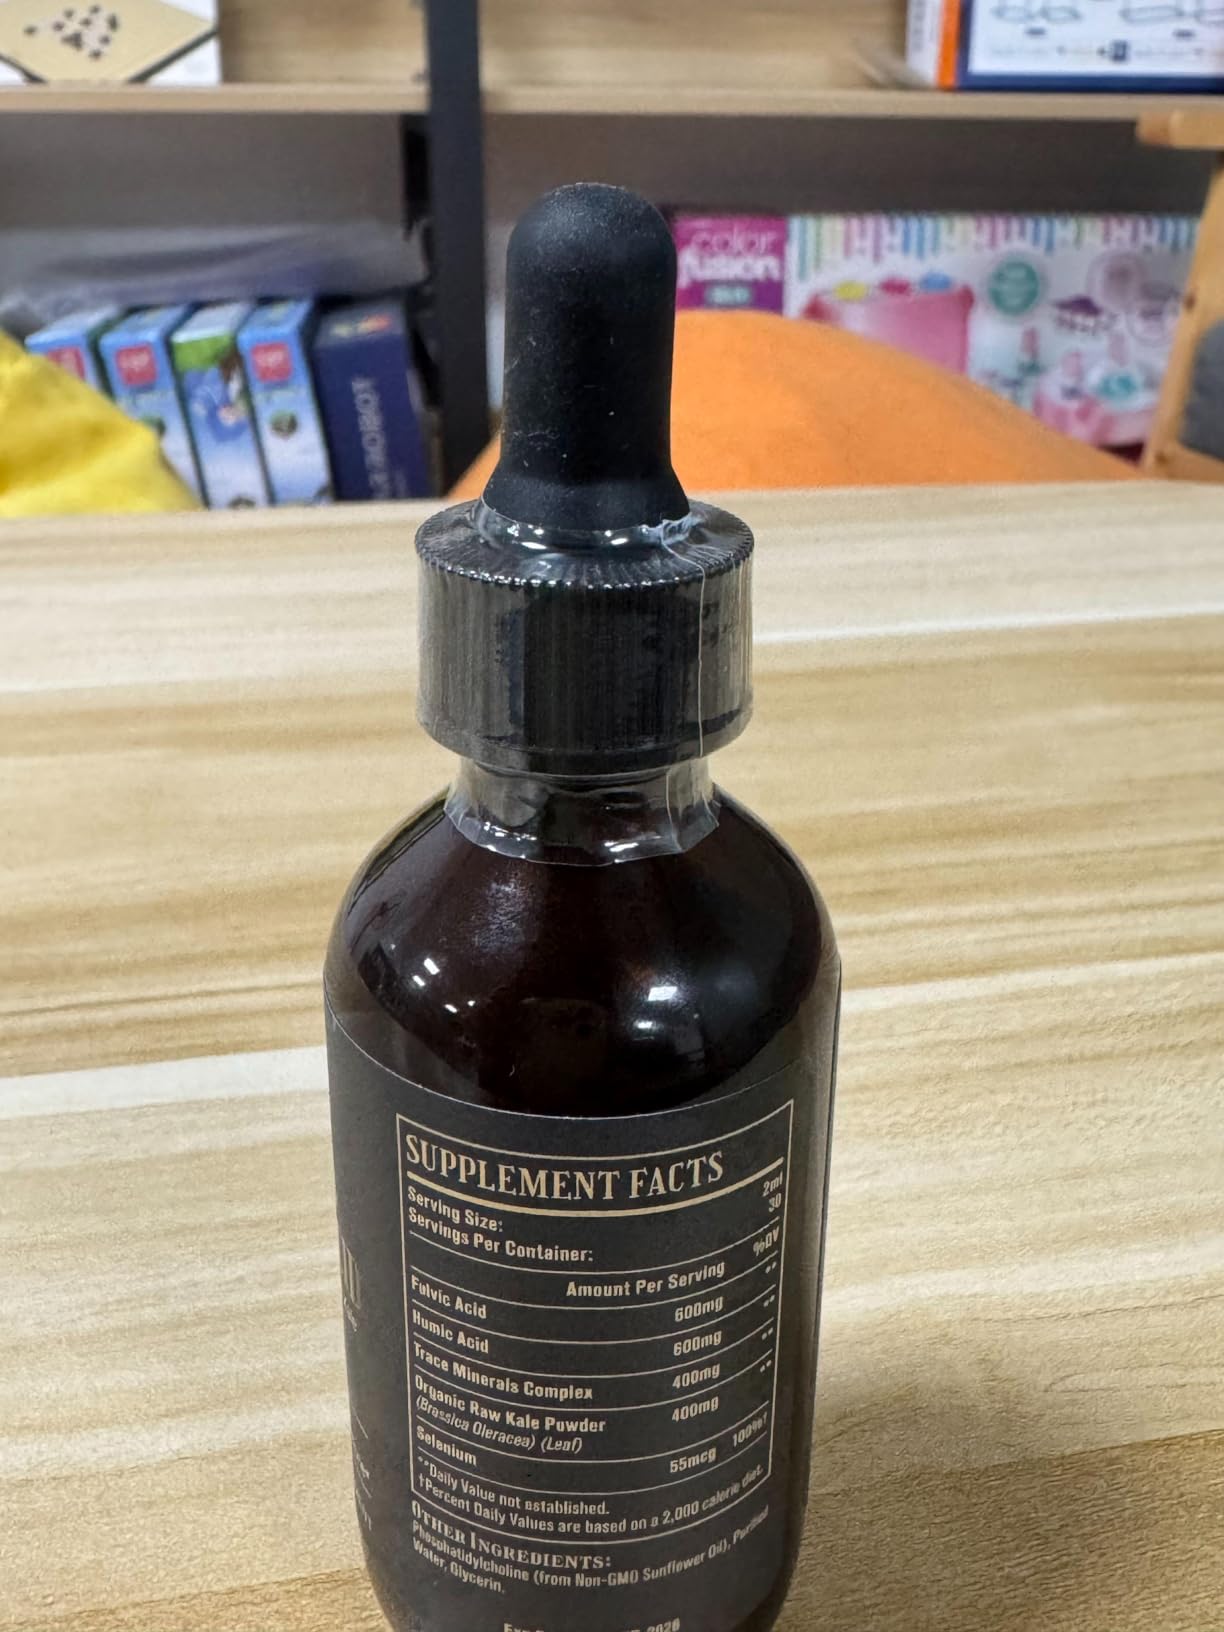 color
fusion
SUPPLEMENT FACTS
Serving Size: 2ml
Servings Per Container: 30
Amount Per Serving %DV
Fulvic Acid 600mg **
Humic Acid 600mg **
Trace Minerals Complex 400mg **
Organic Raw Kale Powder 400mg **
(Brassica Oleracea) (Leaf)
Selenium 55mcg 100%†
**Daily Value not established.
†Percent Daily Values are based on a 2,000 calorie diet.
OTHER INGREDIENTS:
Phosphatidylcholine (from Non-GMO Sunflower Oil), Purified
Water, Glycerin.
2026